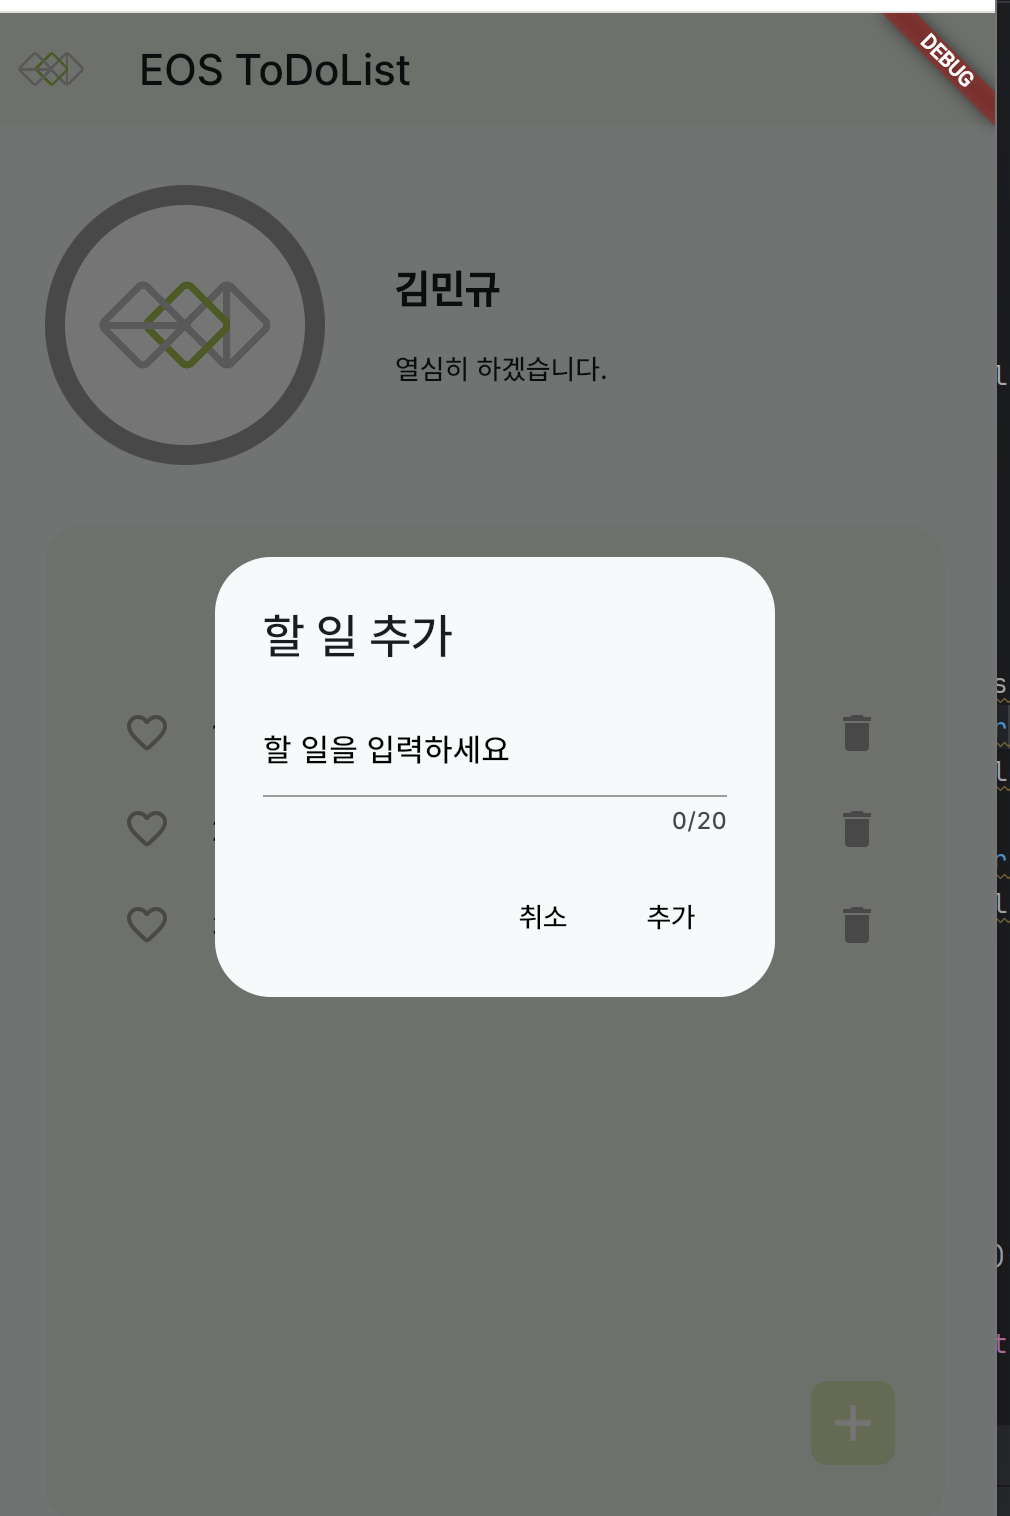 EOS ToDoList
DEBUG
김민규
열심히 하겠습니다.
할 일 추가
할 일을 입력하세요
0/20
취소 추가